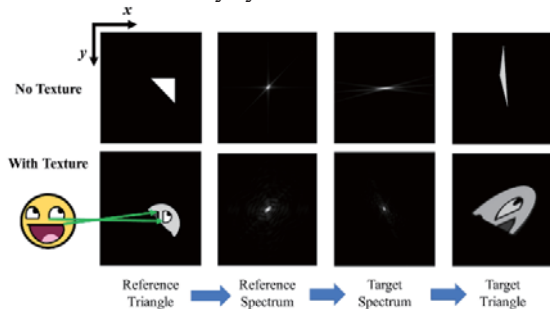 x
y
No Texture
With Texture
Reference Triangle
Reference Spectrum
Target Spectrum
Target Triangle